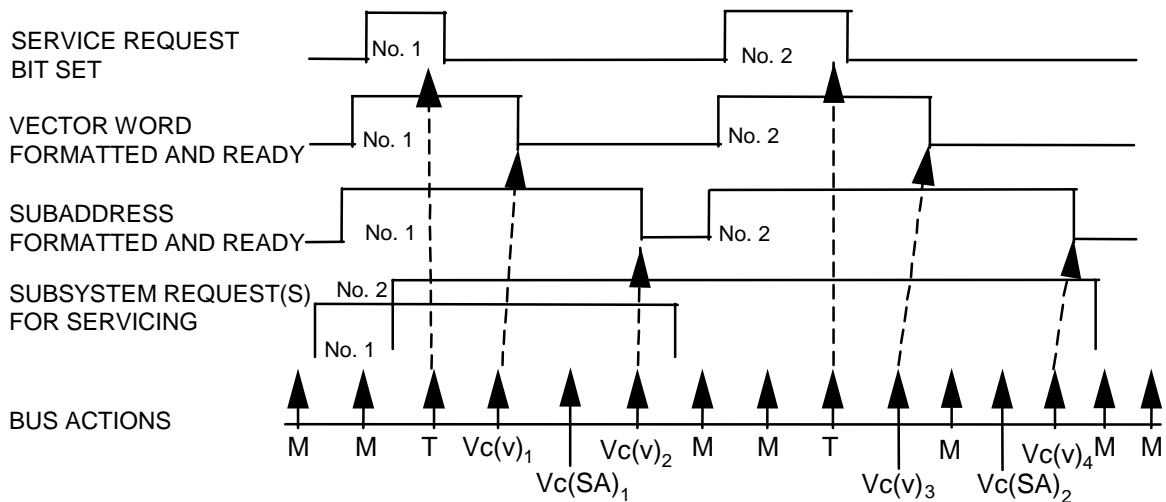 SERVICE REQUEST
BIT SET
No. 1
No. 2
VECTOR WORD
FORMATTED AND READY
No. 1
No. 2
SUBADDRESS
FORMATTED AND READY
No. 1
No. 2
SUBSYSTEM REQUEST(S)
FOR SERVICING
No. 2
No. 1
BUS ACTIONS
M M T Vc(v)1 Vc(v)2 M M T M Vc(v)4 M M
Vc(SA)1 Vc(v)3 Vc(SA)2